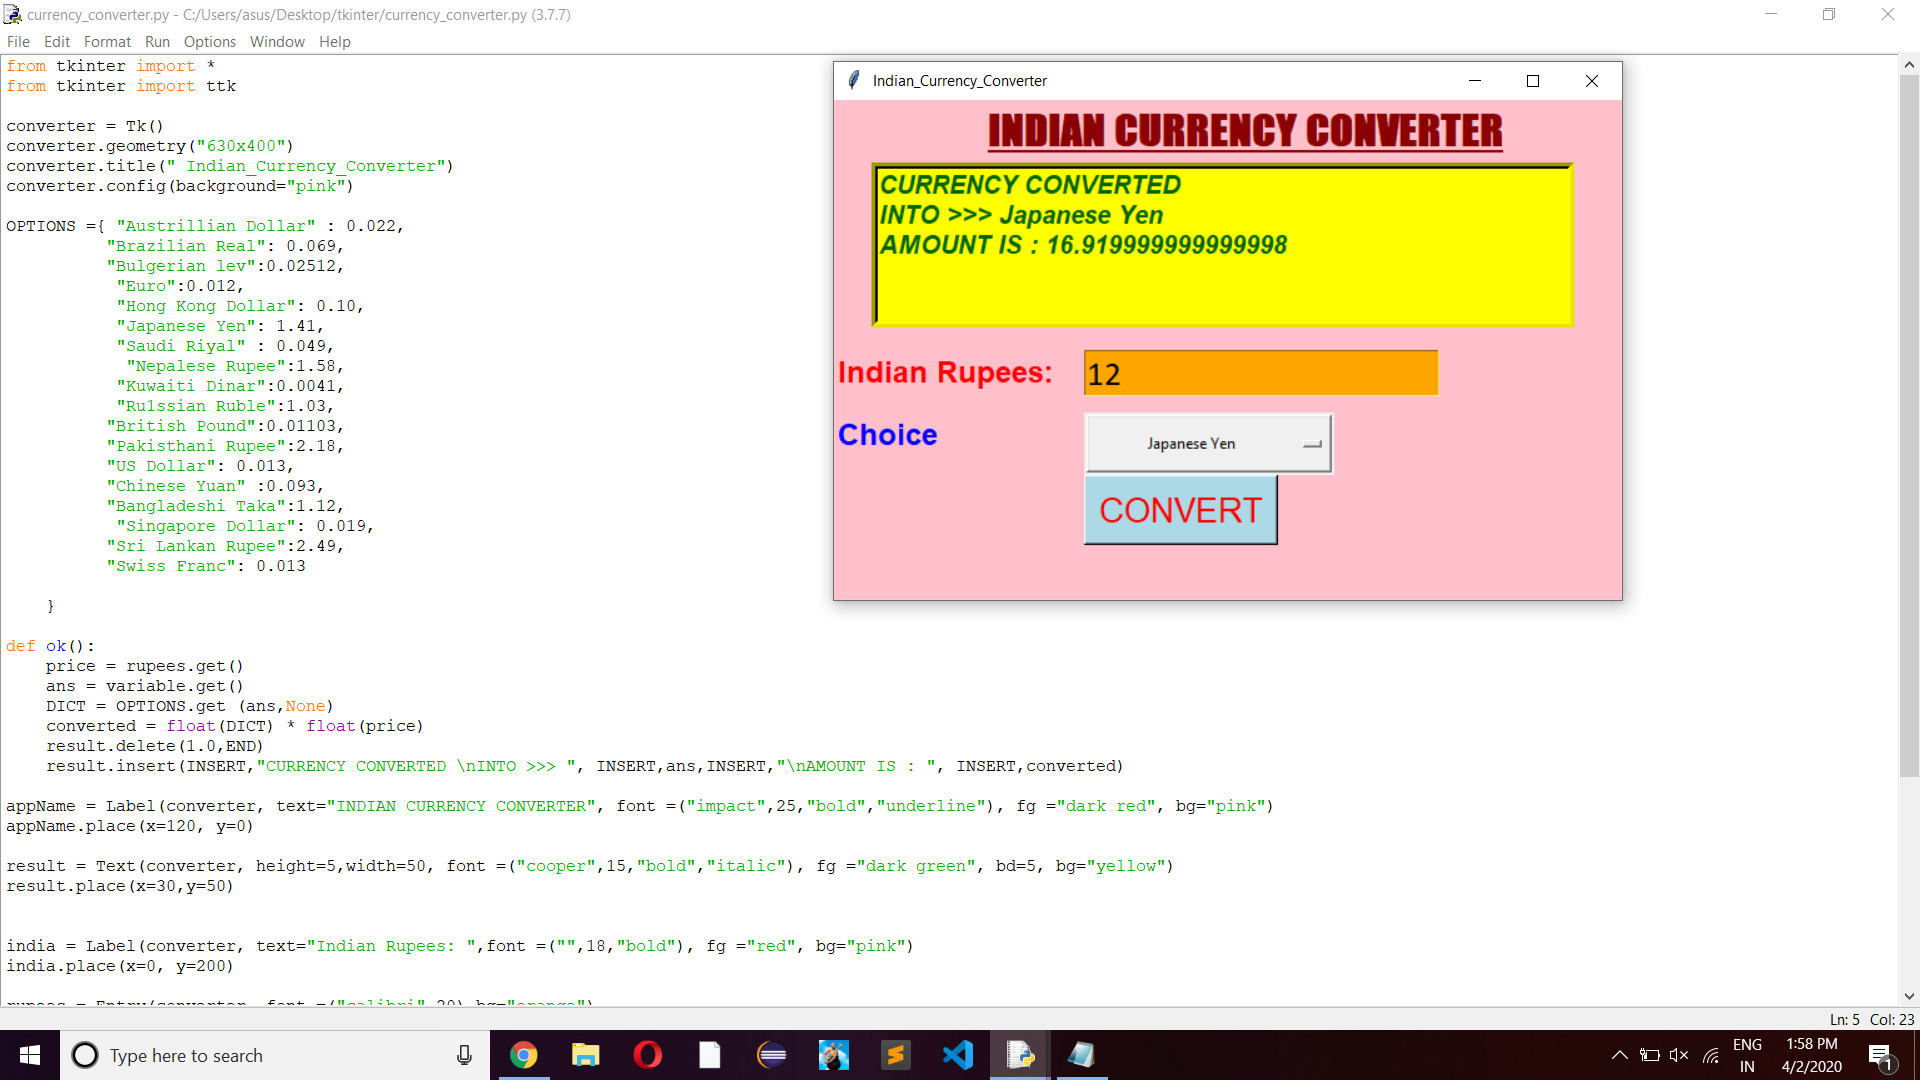 currency_converter.py - C:/Users/asus/Desktop/tkinter/currency_converter.py (3.7.7)
File Edit Format Run Options Window Help
from tkinter import *
from tkinter import ttk
converter = Tk()
converter.geometry("630x400")
converter.title(" Indian_Currency_Converter")
converter.config(background="pink")
OPTIONS ={ "Austrillian Dollar" : 0.022,
"Brazilian Real": 0.069,
"Bulgerian lev":0.02512,
"Euro":0.012,
"Hong Kong Dollar": 0.10,
"Japanese Yen": 1.41,
"Saudi Riyal" : 0.049,
"Nepalese Rupee":1.58,
"Kuwaiti Dinar":0.0041,
"Ru1ssian Ruble":1.03,
"British Pound":0.01103,
"Pakisthani Rupee":2.18,
"US Dollar": 0.013,
"Chinese Yuan" :0.093,
"Bangladeshi Taka":1.12,
"Singapore Dollar": 0.019,
"Sri Lankan Rupee":2.49,
"Swiss Franc": 0.013
}
def ok():
price = rupees.get()
ans = variable.get()
DICT = OPTIONS.get (ans,None)
converted = float(DICT) * float(price)
result.delete(1.0,END)
result.insert(INSERT,"CURRENCY CONVERTED \nINTO >>> ", INSERT,ans,INSERT,"\nAMOUNT IS : ", INSERT,converted)
appName = Label(converter, text="INDIAN CURRENCY CONVERTER", font =("impact",25,"bold","underline"), fg ="dark red", bg="pink")
appName.place(x=120, y=0)
result = Text(converter, height=5,width=50, font =("cooper",15,"bold","italic"), fg ="dark green", bd=5, bg="yellow")
result.place(x=30,y=50)
india = Label(converter, text="Indian Rupees: ",font =("",18,"bold"), fg ="red", bg="pink")
india.place(x=0, y=200)
rupees = Entry(converter, font =("calibri",20),bg="orange")
Indian_Currency_Converter
INDIAN CURRENCY CONVERTER
CURRENCY CONVERTED
INTO >>> Japanese Yen
AMOUNT IS : 16.919999999999998
Indian Rupees: 12
Choice Japanese Yen
CONVERT
Ln: 5 Col: 23
Type here to search
ENG
IN
1:58 PM
4/2/2020
1